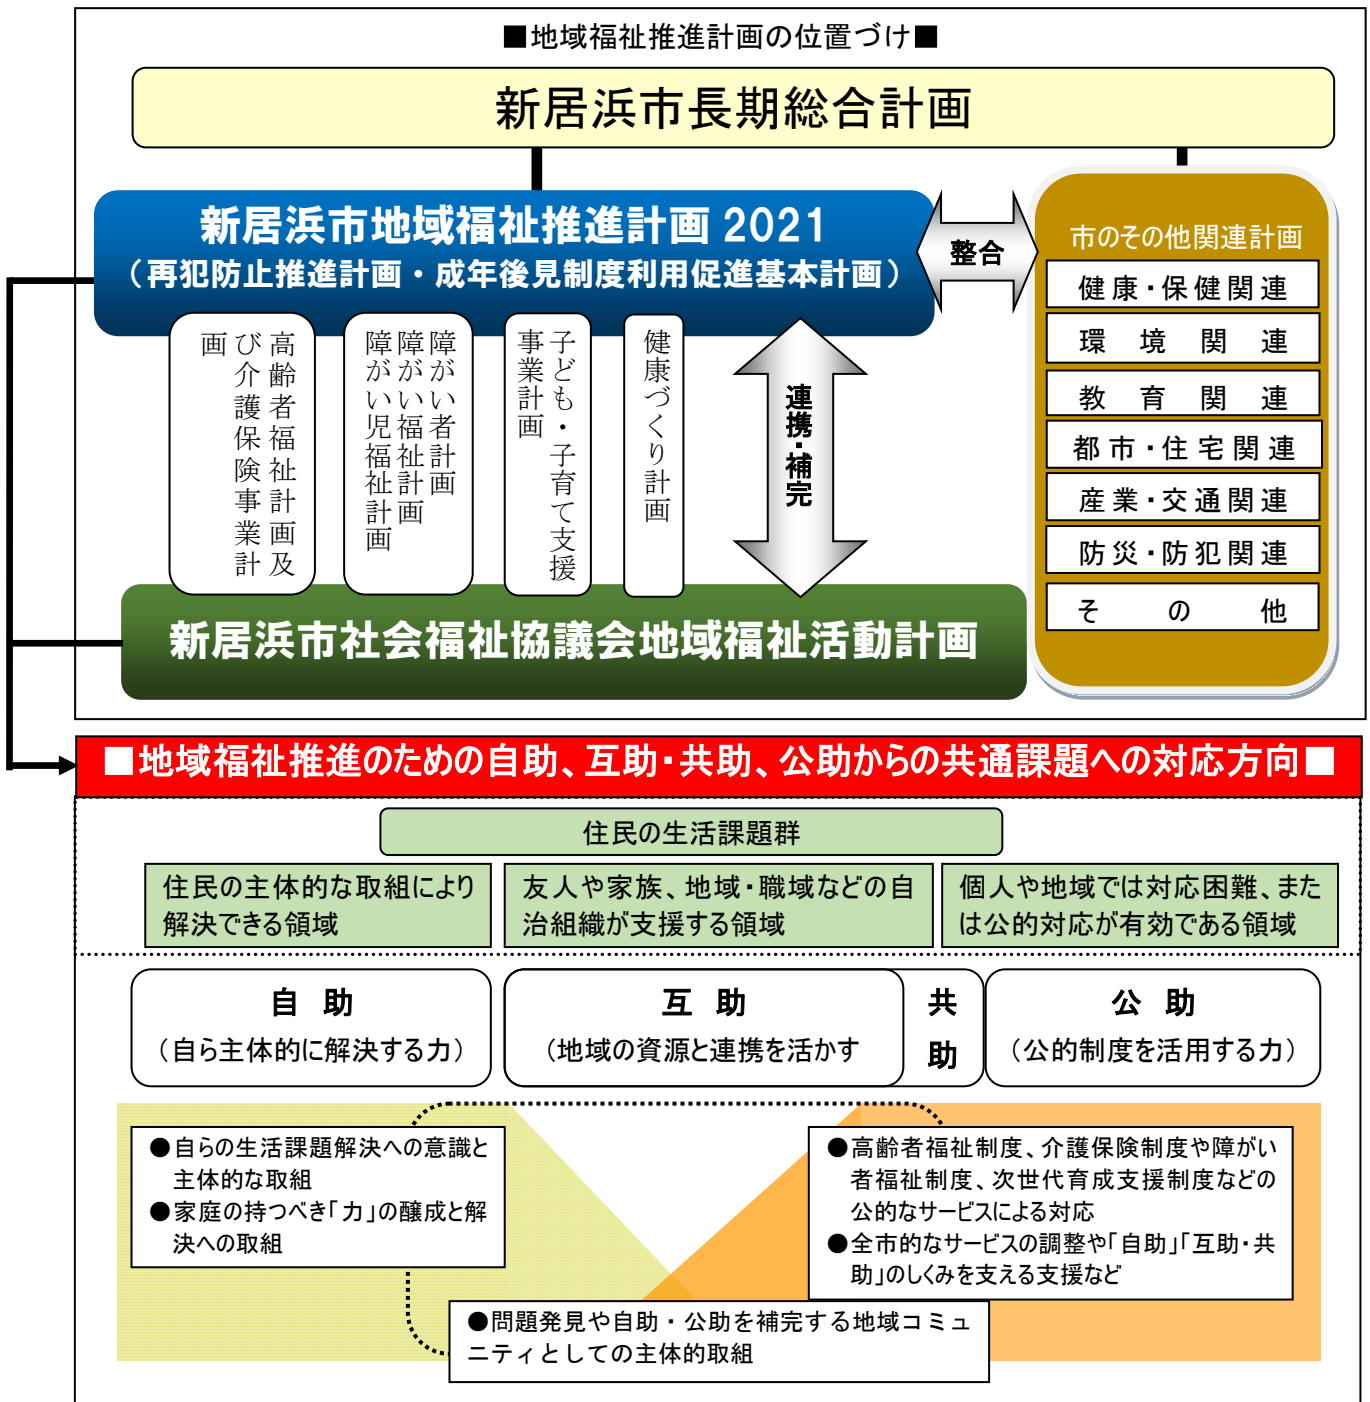 ■地域福祉推進計画の位置づけ■
新居浜市長期総合計画
新居浜市地域福祉推進計画 2021
（再犯防止推進計画・成年後見制度利用促進基本計画）
整合
市のその他関連計画
健康・保健関連
環境関連
教育関連
都市・住宅関連
産業・交通関連
防災・防犯関連
その他
高齢者福祉計画及
び介護保険事業計
画
障がい者計画
障がい福祉計画
障がい児福祉計画
子ども・子育て支援
事業計画
健康づくり計画
連携・補完
新居浜市社会福祉協議会地域福祉活動計画
■地域福祉推進のための自助、互助・共助、公助からの共通課題への対応方向■
住民の生活課題群
住民の主体的な取組により
解決できる領域
友人や家族、地域・職域などの自
治組織が支援する領域
個人や地域では対応困難、また
は公的対応が有効である領域
自 助
（自ら主体的に解決する力）
互 助
（地域の資源と連携を活かす
共
助
公 助
（公的制度を活用する力）
●自らの生活課題解決への意識と
主体的な取組
●家庭の持つべき「力」の醸成と解
決への取組
●高齢者福祉制度、介護保険制度や障がい
者福祉制度、次世代育成支援制度などの
公的なサービスによる対応
●全市的なサービスの調整や「自助」「互助・共
助」のしくみを支える支援など
●問題発見や自助・公助を補完する地域コミュ
ニティとしての主体的取組